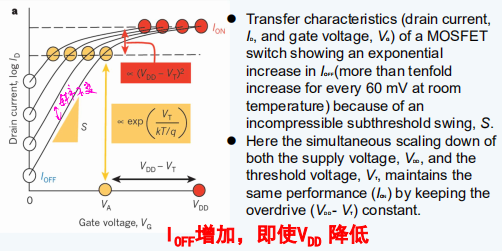 a
Drain current, log I_D
I_ON
∝ (V_DD – V_T)²
S
∝ exp(V_T / kT/q)
V_DD – V_T
I_OFF
0
V_A
V_DD
Gate voltage, V_G
Transfer characteristics (drain current,
I_D, and gate voltage, V_G) of a MOSFET
switch showing an exponential
increase in I_OFF (more than tenfold
increase for every 60 mV at room
temperature) because of an
incompressible subthreshold swing, S.
Here the simultaneous scaling down of
both the supply voltage, V_DD, and the
threshold voltage, V_T, maintains the
same performance (I_ON) by keeping the
overdrive (V_DD- V_T) constant.
I_OFF增加，即使V_DD 降低